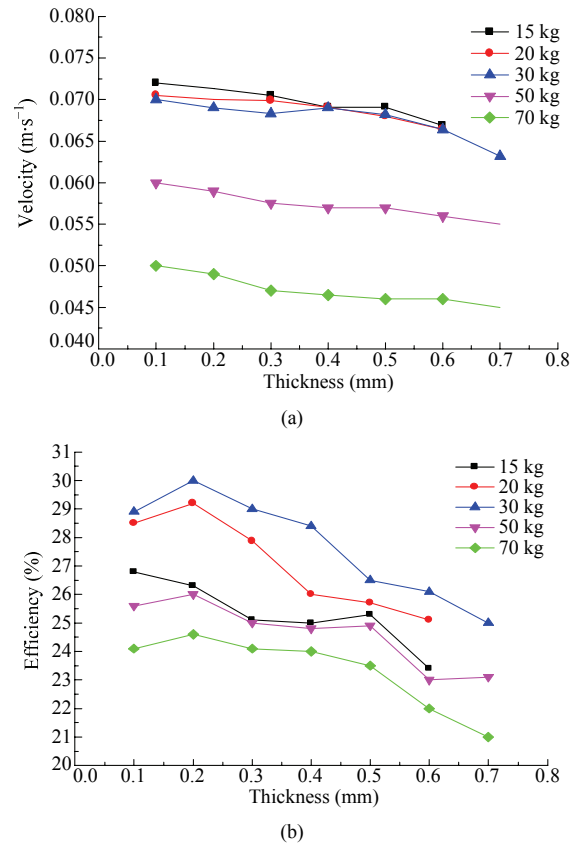 0.080
0.075
0.070
0.065
0.060
0.055
0.050
0.045
0.040
Velocity (m·s⁻¹)
15 kg
20 kg
30 kg
50 kg
70 kg
0.0 0.1 0.2 0.3 0.4 0.5 0.6 0.7 0.8
Thickness (mm)
(a)
31
30
29
28
27
26
25
24
23
22
21
20
Efficiency (%)
15 kg
20 kg
30 kg
50 kg
70 kg
0.0 0.1 0.2 0.3 0.4 0.5 0.6 0.7 0.8
Thickness (mm)
(b)